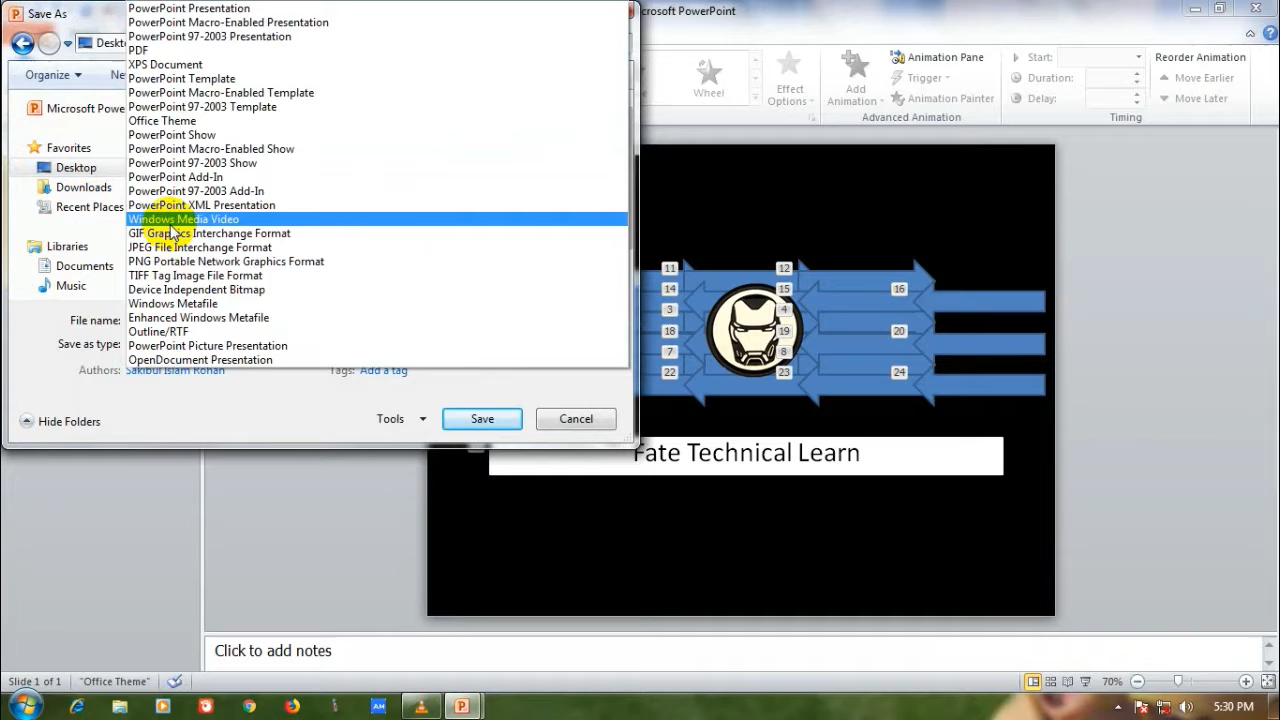 Save As
icrosoft PowerPoint
Deskto
Organize
Ne
Microsoft Powe
Favorites
Desktop
Downloads
Recent Places
Libraries
Documents
Music
File name:
Save as type:
PowerPoint Presentation
PowerPoint Macro-Enabled Presentation
PowerPoint 97-2003 Presentation
PDF
XPS Document
PowerPoint Template
PowerPoint Macro-Enabled Template
PowerPoint 97-2003 Template
Office Theme
PowerPoint Show
PowerPoint Macro-Enabled Show
PowerPoint 97-2003 Show
PowerPoint Add-In
PowerPoint 97-2003 Add-In
PowerPoint XML Presentation
Windows Media Video
GIF Graphics Interchange Format
JPEG File Interchange Format
PNG Portable Network Graphics Format
TIFF Tag Image File Format
Device Independent Bitmap
Windows Metafile
Enhanced Windows Metafile
Outline/RTF
PowerPoint Picture Presentation
OpenDocument Presentation
Authors: Sakibul Islam Rohan Tags: Add a tag
Hide Folders Tools Save Cancel
Wheel
Effect
Options
Add
Animation
Animation Pane
Trigger
Animation Painter
Advanced Animation
Start:
Duration:
Delay:
Reorder Animation
Move Earlier
Move Later
Timing
11 12
14 15 16
3 4
18 19 20
7 8
22 23 24
Fate Technical Learn
Click to add notes
Slide 1 of 1 "Office Theme" 70%
AM
5:30 PM